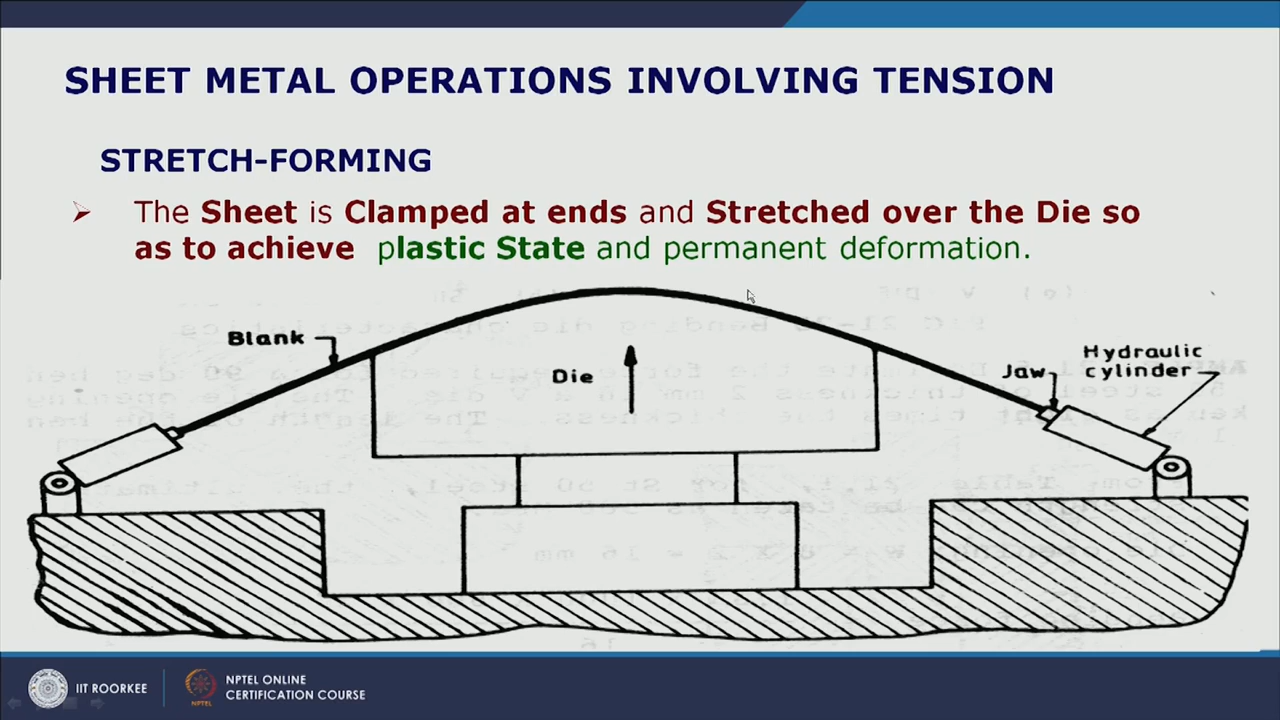 SHEET METAL OPERATIONS INVOLVING TENSION
STRETCH-FORMING
The Sheet is Clamped at ends and Stretched over the Die so
as to achieve plastic State and permanent deformation.
Blank
Die
Jaw
Hydraulic
cylinder
IIT ROORKEE
NPTEL ONLINE
CERTIFICATION COURSE
NPTEL